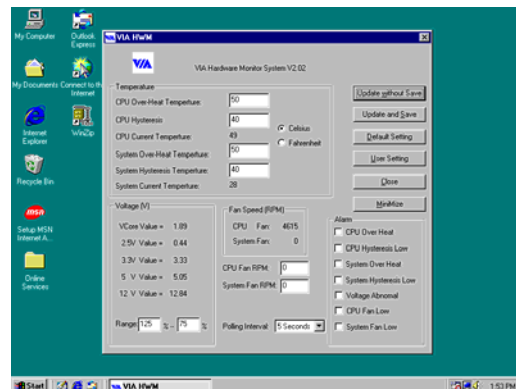 My Computer
Outlook
Express
My Documents
Connect to th
Internet
Internet
Explorer
WinZip
Recycle Bin
msn
Setup MSN
Internet A...
Online
Services
VIA HWM
VIA
VIA Hardware Monitor System V2.02
Temperature
CPU Over-Heat Temperture: 50
CPU Hysteresis 40
CPU Current Temperture: 49
System Over-Heat Temperture: 50
System Hysteresis Temperture: 40
System Current Temperture: 28
Celsius
Fahrenheit
Update without Save
Update and Save
Default Setting
User Setting
Close
MiniMize
Voltage (V)
VCore Value = 1.89
2.5V Value = 0.44
3.3V Value = 3.33
5 V Value = 5.05
12 V Value = 12.84
Range: 125 % -- 75 %
Fan Speed (RPM)
CPU Fan: 4615
System Fan: 0
CPU Fan RPM: 0
System Fan RPM: 0
Polling Interval: 5 Seconds
Alarm
CPU Over Heat
CPU Hysteresis Low
System Over Heat
System Hysteresis Low
Voltage Abnomal
CPU Fan Low
System Fan Low
Start
VIA HWM
1:53 PM